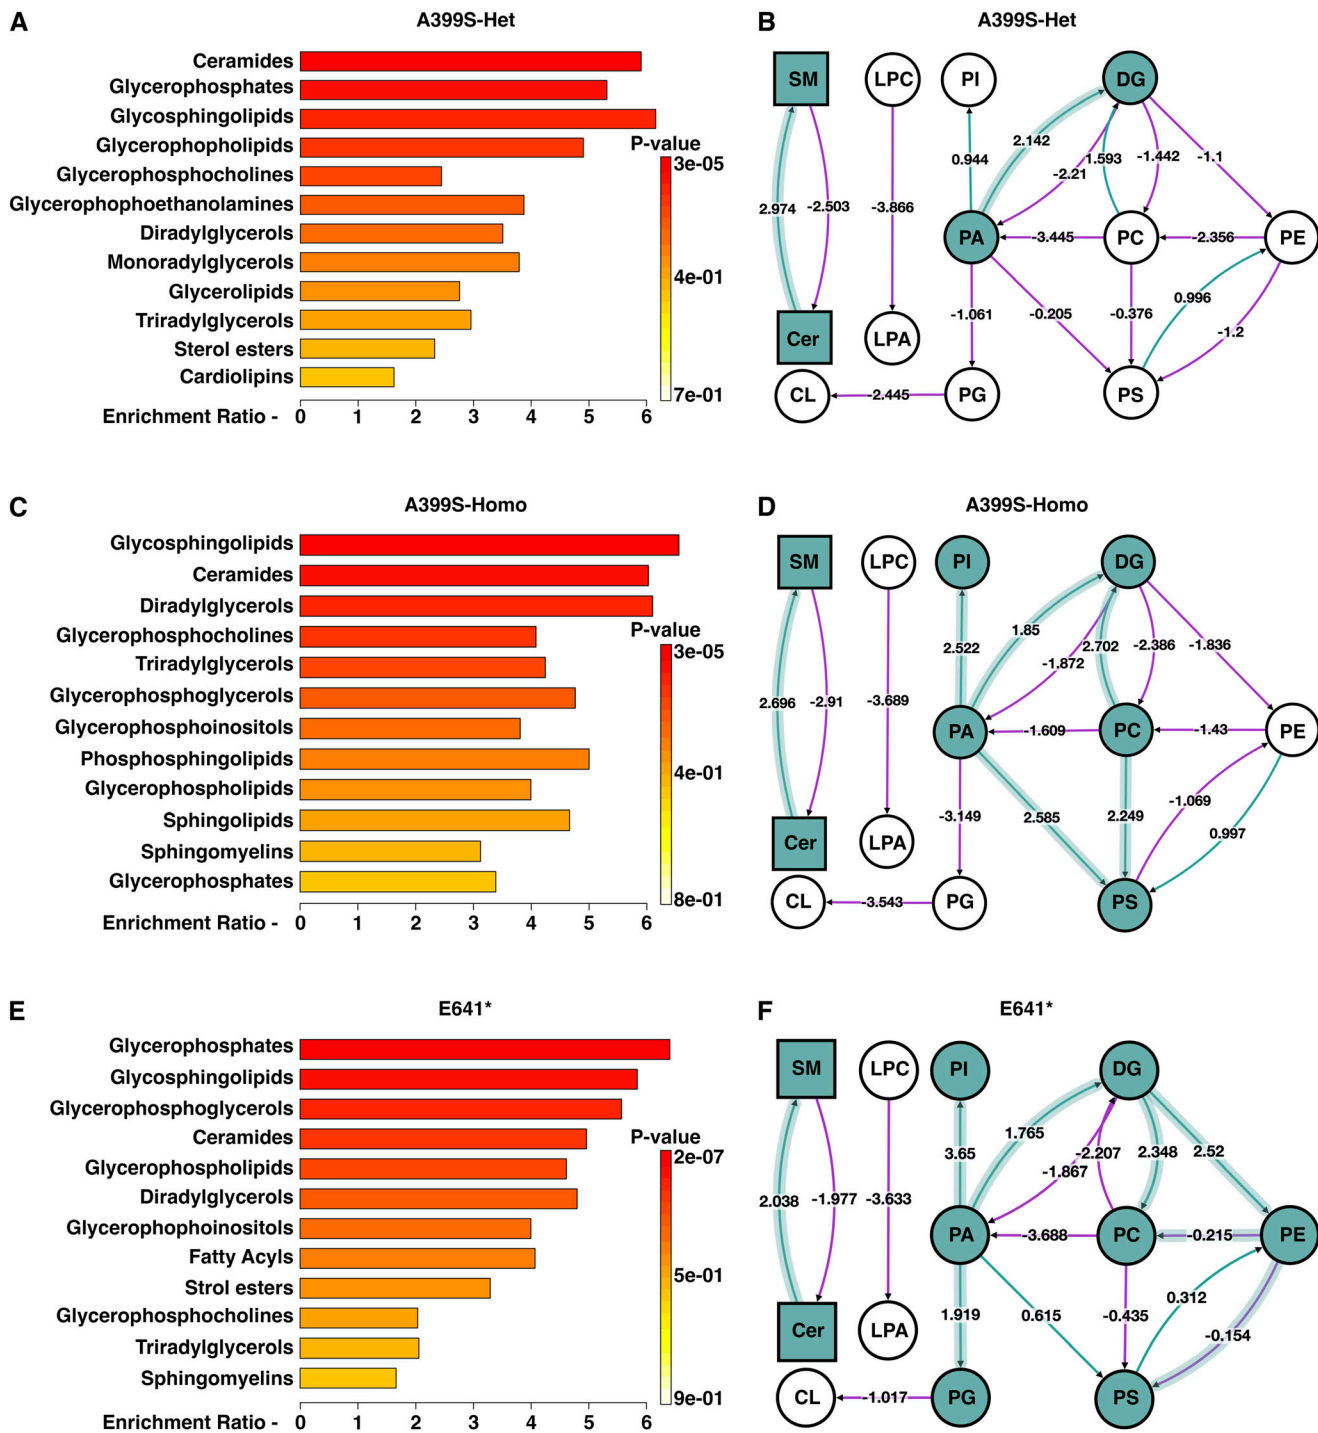 A
A399S-Het
Ceramides
Glycerophosphates
Glycosphingolipids
Glyceropholipids
Glycerophosphocholines
Glycerophophoethanolamines
Diradylglycerols
Monoradylglycerols
Glycerolipids
Triradylglycerols
Sterol esters
Cardiolipins
Enrichment Ratio -
0 1 2 3 4 5 6
P-value
3e-05
4e-01
7e-01
B
A399S-Het
SM LPC PI DG
2.142
0.944 -2.21 1.593 -1.442 -1.1
2.974 -2.503 -3.866
PA -3.445 PC -2.356 PE
-1.061 -0.205 -0.376 0.996 -1.2
Cer LPA
CL -2.445 PG PS
C
A399S-Homo
Glycosphingolipids
Ceramides
Diradylglycerols
Glycerophosphocholines
Triradylglycerols
Glycerophosphoglycerols
Glycerophosphoinositols
Phosphosphingolipids
Glycerophospholipids
Sphingolipids
Sphingomyelins
Glycerophosphates
Enrichment Ratio -
0 1 2 3 4 5 6
P-value
3e-05
4e-01
8e-01
D
A399S-Homo
SM LPC PI DG
1.85
2.522 -1.872 2.702 -2.386 -1.836
2.696 -2.91 -3.689
PA -1.609 PC -1.43 PE
-3.149 2.585 2.249 -1.069 0.997
Cer LPA
CL -3.543 PG PS
E
E641*
Glycerophosphates
Glycosphingolipids
Glycerophosphoglycerols
Ceramides
Glycerophospholipids
Diradylglycerols
Glycerophophoinositols
Fatty Acyls
Strol esters
Glycerophosphocholines
Triradylglycerols
Sphingomyelins
Enrichment Ratio -
0 1 2 3 4 5 6
P-value
2e-07
5e-01
9e-01
F
E641*
SM LPC PI DG
1.765
3.65 -1.867 -2.207 2.348 2.52
2.038 -1.977 -3.633
PA -3.688 PC -0.215 PE
1.919 0.615 -0.435 0.312 -0.154
Cer LPA
CL -1.017 PG PS